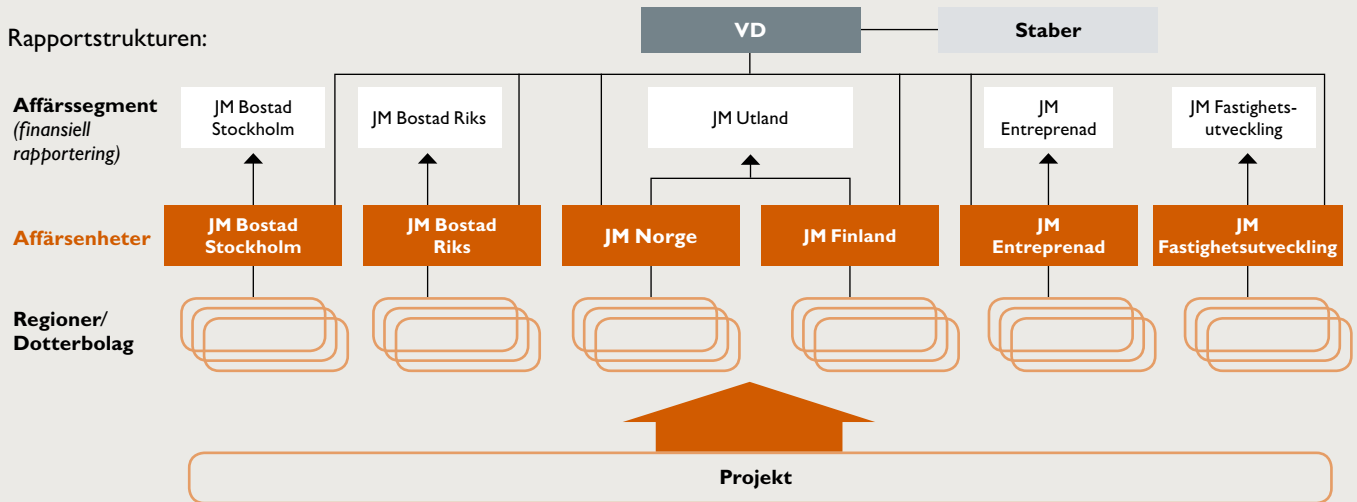 Rapportstrukturen:
VD
Staber
Affärssegment
(finansiell
rapportering)
JM Bostad
Stockholm
JM Bostad Riks
JM Utland
JM
Entreprenad
JM Fastighets-
utveckling
Affärsenheter
JM Bostad
Stockholm
JM Bostad
Riks
JM Norge
JM Finland
JM
Entreprenad
JM
Fastighetsutveckling
Regioner/
Dotterbolag
Projekt